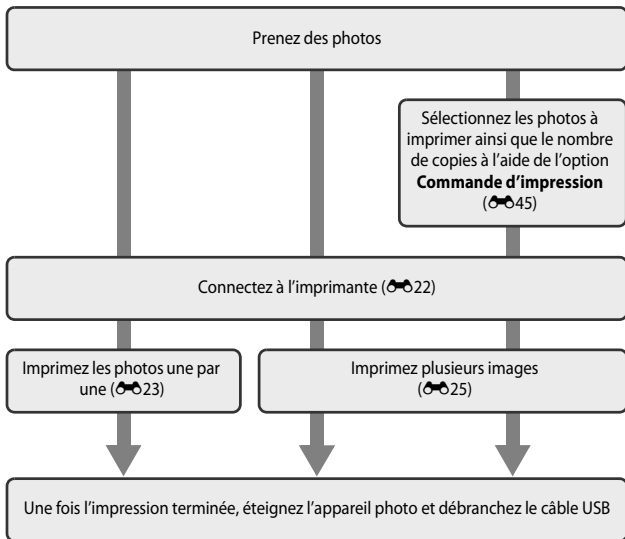 Prenez des photos
Sélectionnez les photos à
imprimer ainsi que le nombre
de copies à l'aide de l'option
Commande d'impression
(45)
Connectez à l'imprimante (22)
Imprimez les photos une par
une (23)
Imprimez plusieurs images
(25)
Une fois l'impression terminée, éteignez l'appareil photo et débranchez le câble USB